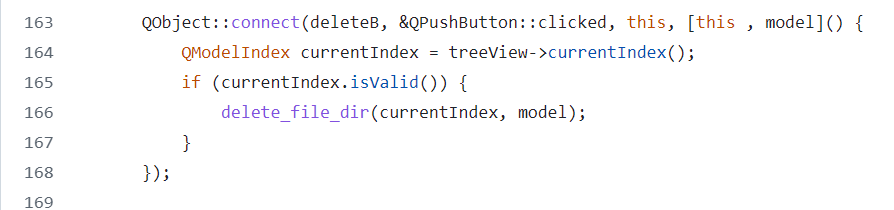 163 QObject::connect(deleteB, &QPushButton::clicked, this, [this , model]() {
164 QModelIndex currentIndex = treeView->currentIndex();
165 if (currentIndex.isValid()) {
166 delete_file_dir(currentIndex, model);
167 }
168 });
169